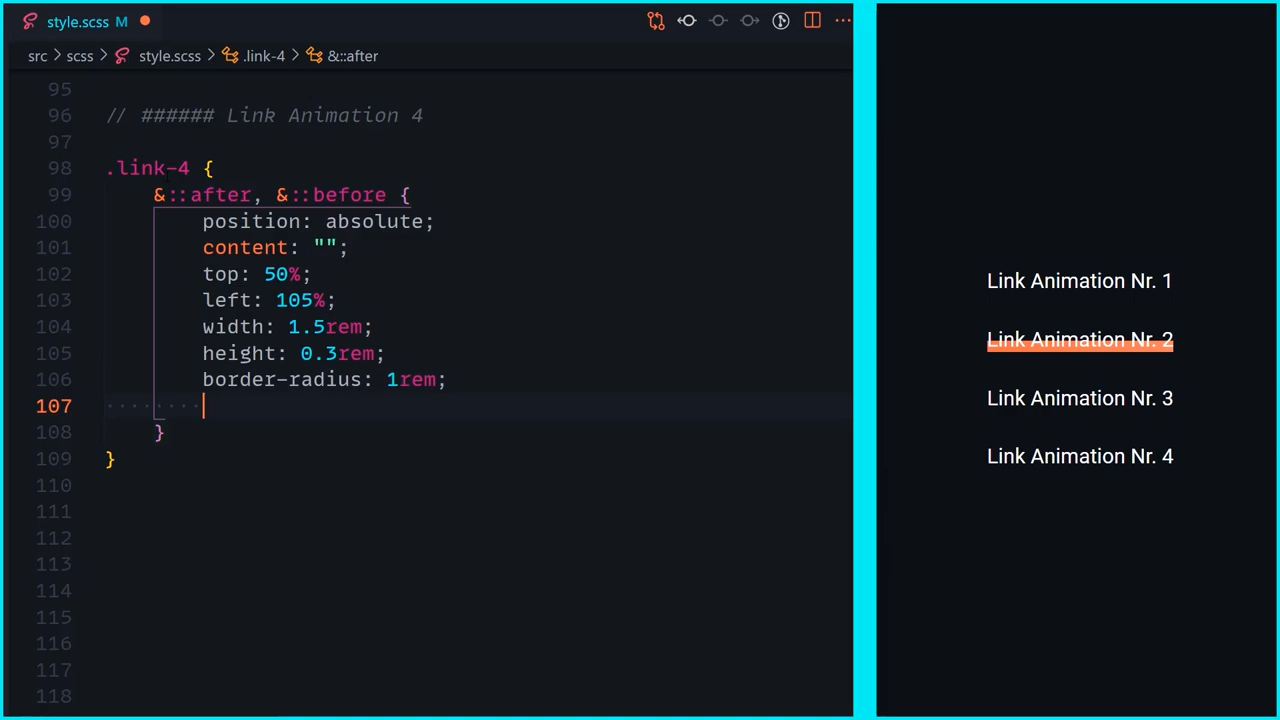 style.scss M
src > scss > style.scss > .link-4 > &::after
95
96 // ###### Link Animation 4
97
98 .link-4 {
99 &::after, &::before {
100 position: absolute;
101 content: "";
102 top: 50%;
103 left: 105%;
104 width: 1.5rem;
105 height: 0.3rem;
106 border-radius: 1rem;
107
108 }
109 }
110
111
112
113
114
115
116
117
118
Link Animation Nr. 1
Link Animation Nr. 2
Link Animation Nr. 3
Link Animation Nr. 4